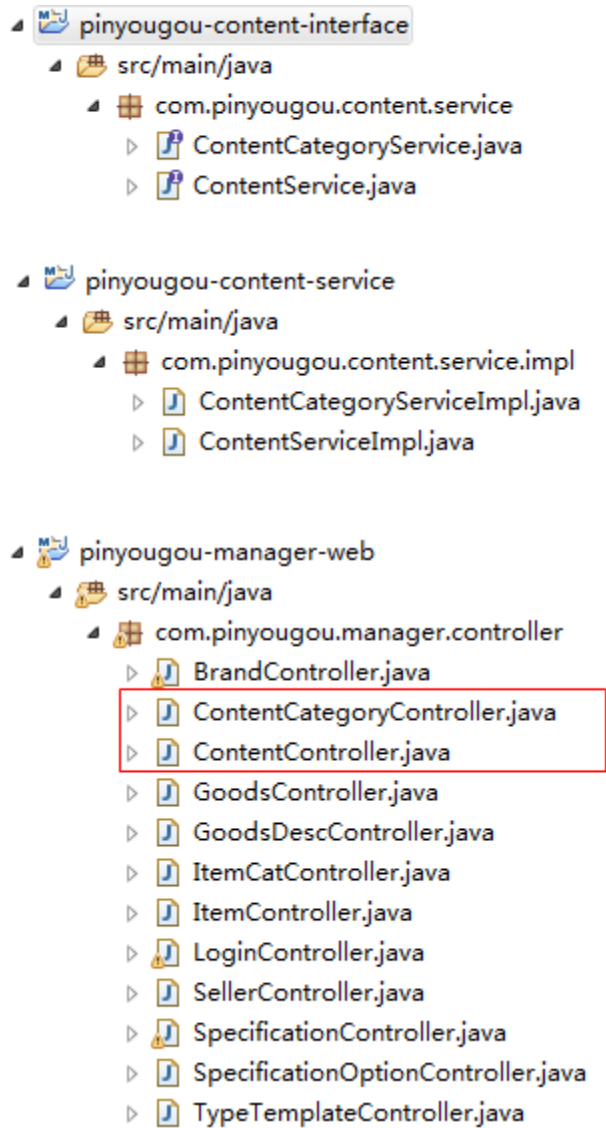 pinyougou-content-interface
src/main/java
com.pinyougou.content.service
ContentCategoryService.java
ContentService.java
pinyougou-content-service
src/main/java
com.pinyougou.content.service.impl
ContentCategoryServiceImpl.java
ContentServiceImpl.java
pinyougou-manager-web
src/main/java
com.pinyougou.manager.controller
BrandController.java
ContentCategoryController.java
ContentController.java
GoodsController.java
GoodsDescController.java
ItemCatController.java
ItemController.java
LoginController.java
SellerController.java
SpecificationController.java
SpecificationOptionController.java
TypeTemplateController.java